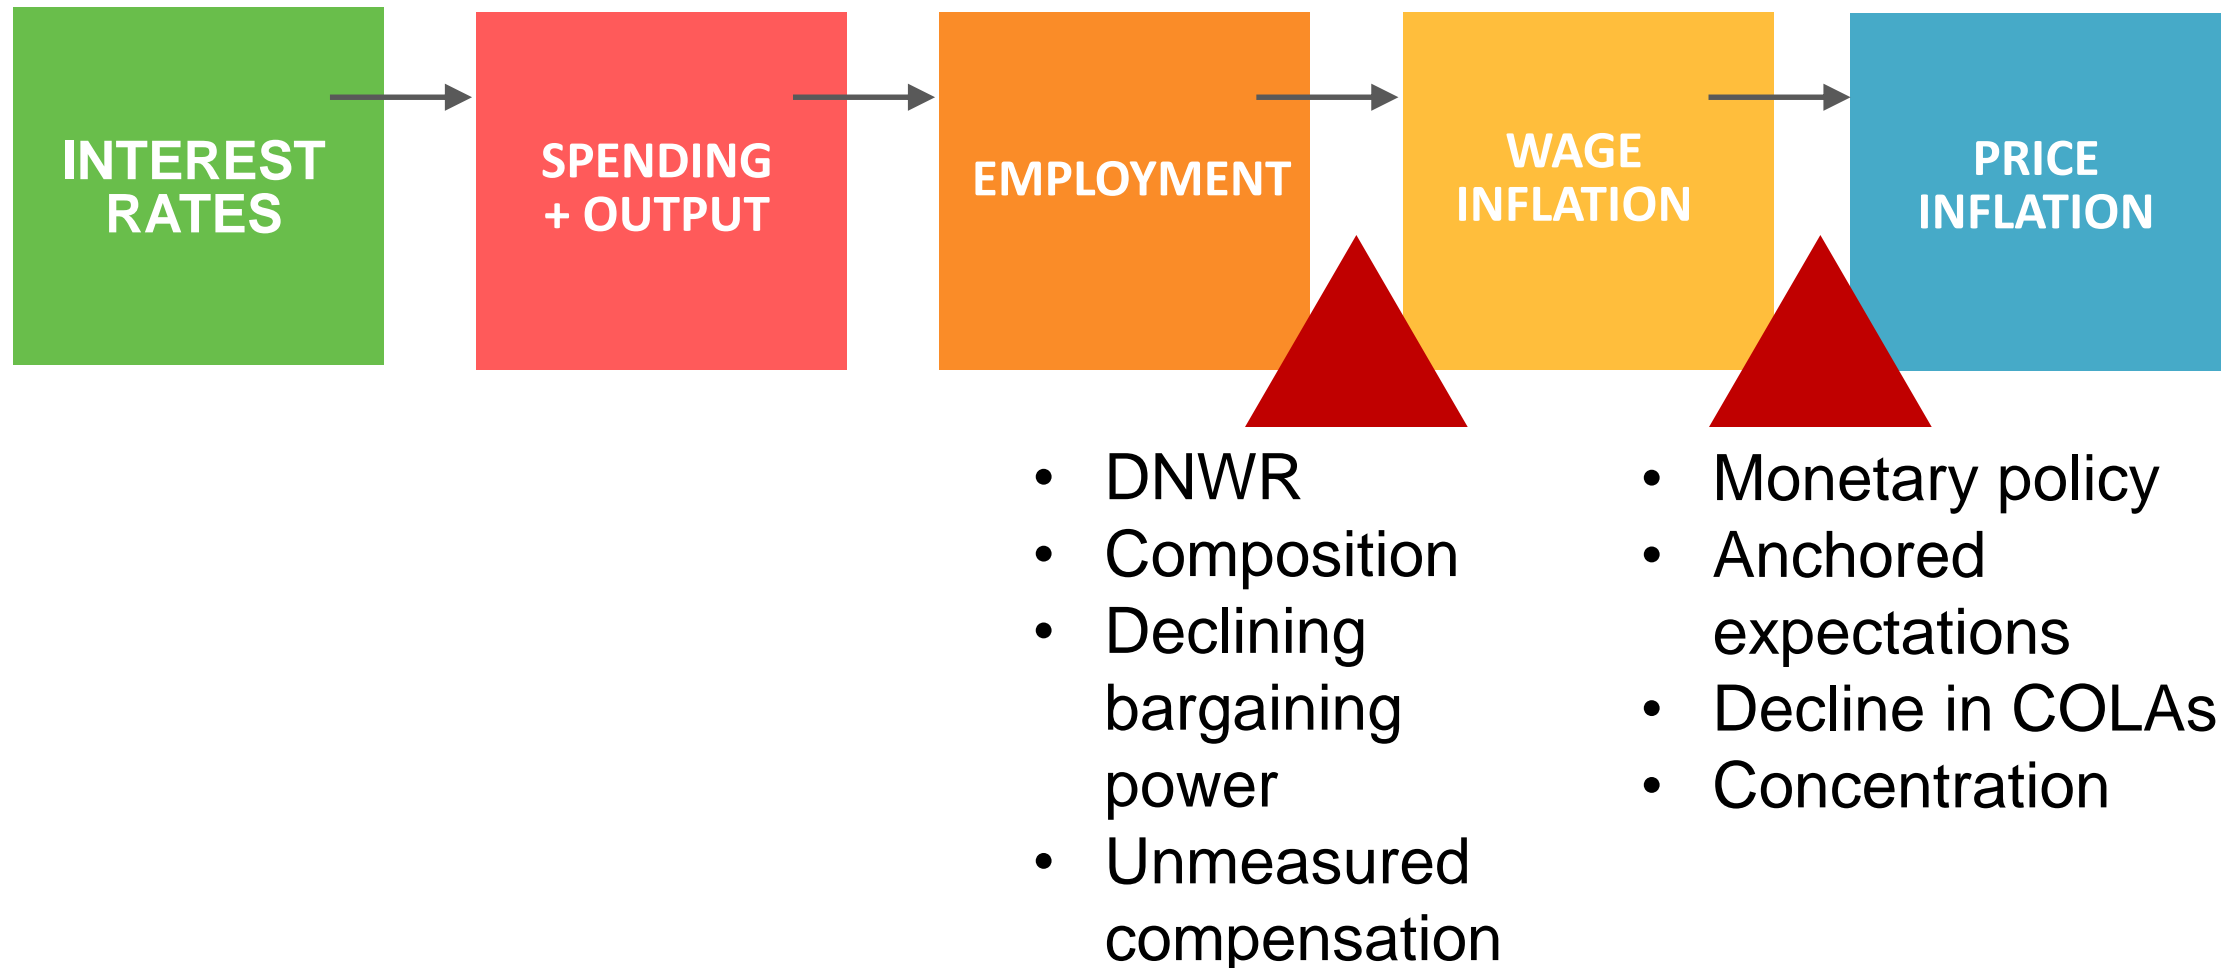 INTEREST
RATES
SPENDING
+ OUTPUT
EMPLOYMENT
WAGE
INFLATION
PRICE
INFLATION
• DNWR
• Composition
• Declining
bargaining
power
• Unmeasured
compensation
• Monetary policy
• Anchored
expectations
• Decline in COLAs
• Concentration